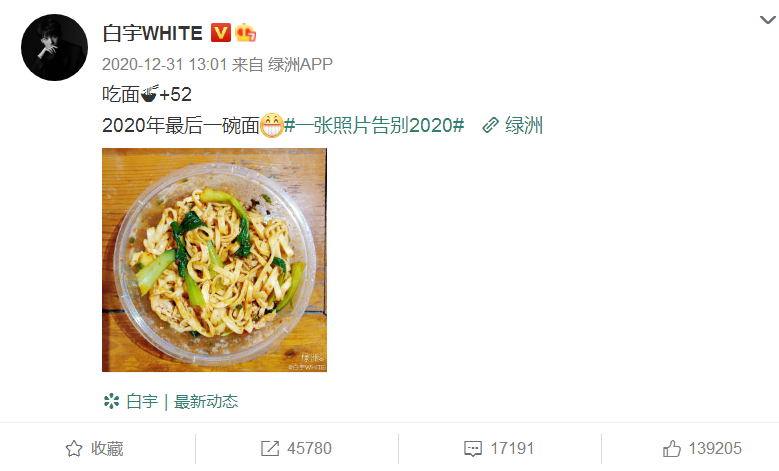 白宇WHITE
2020-12-31 13:01 来自 绿洲APP
吃面🍜+52
2020年最后一碗面😁#一张照片告别2020# 绿洲
绿洲
#白宇WHITE
白宇 | 最新动态
收藏 45780 17191 139205